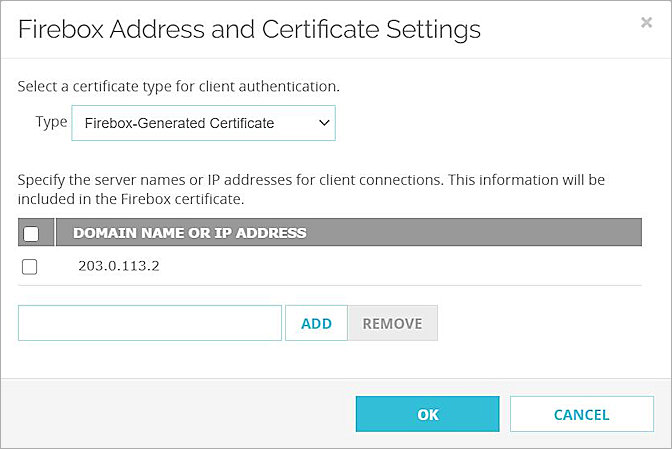 Firebox Address and Certificate Settings
×
Select a certificate type for client authentication.
Type Firebox-Generated Certificate
Specify the server names or IP addresses for client connections. This information will be
included in the Firebox certificate.
DOMAIN NAME OR IP ADDRESS
203.0.113.2
ADD REMOVE
OK CANCEL